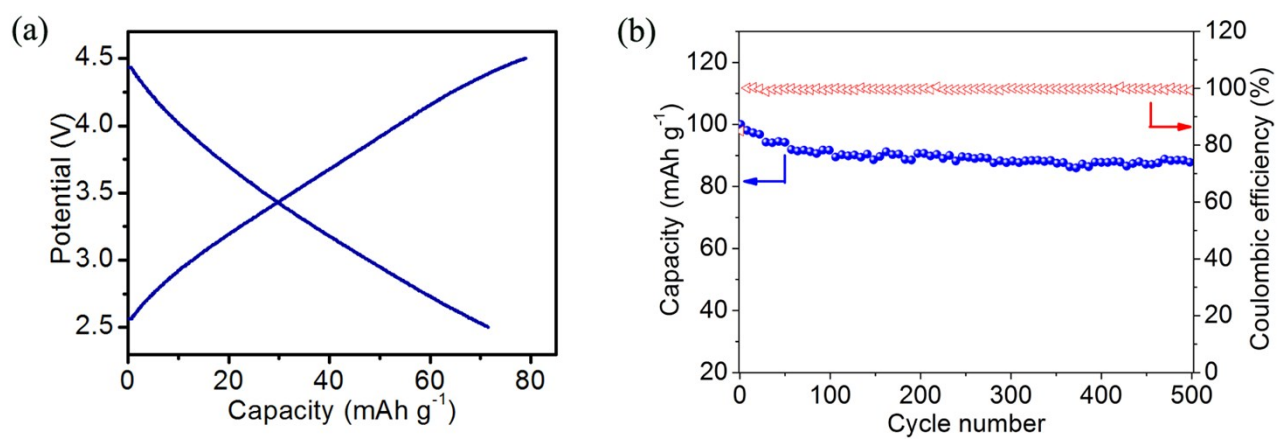 (a)
Potential (V)
4.5
4.0
3.5
3.0
2.5
0 20 40 60 80
Capacity (mAh g⁻¹)
(b)
Capacity (mAh g⁻¹)
120
100
80
60
40
20
0 100 200 300 400 500
Cycle number
120
100
80
60
40
20
0
Coulombic efficiency (%)